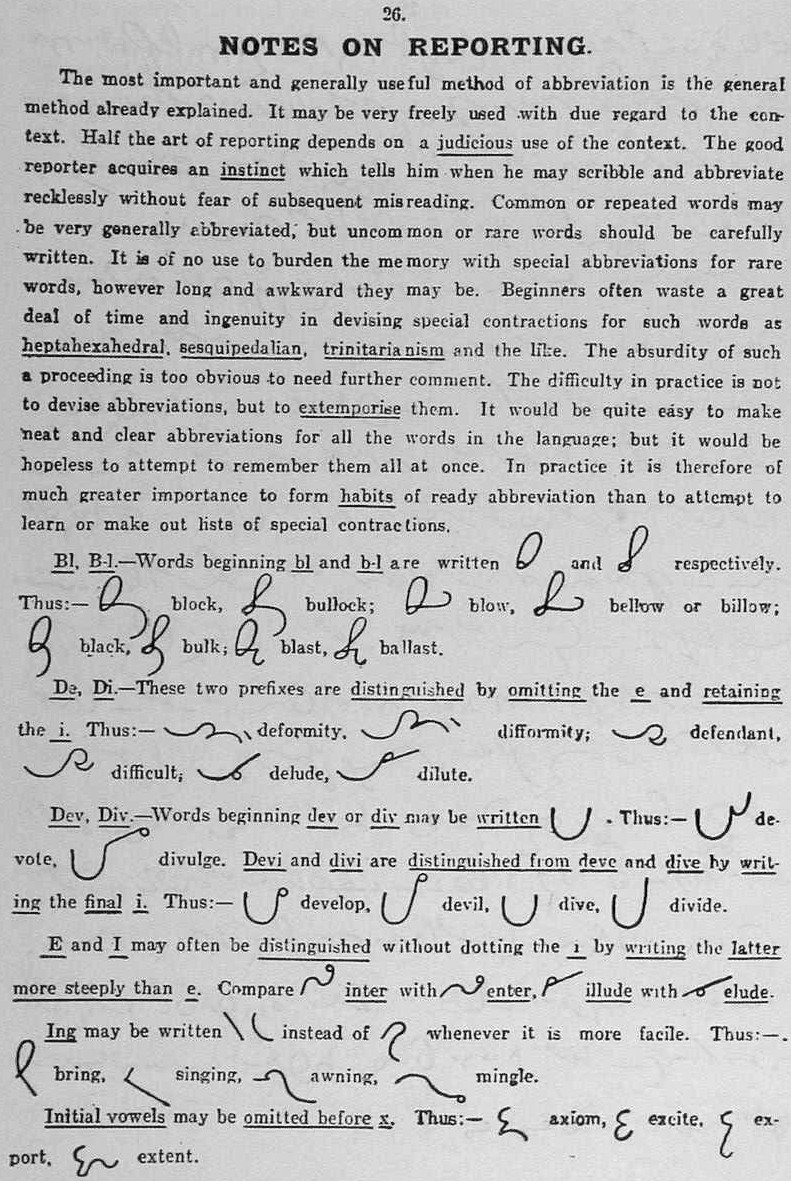 26.
NOTES ON REPORTING.
The most important and generally useful method of abbreviation is the general
method already explained. It may be very freely used with due regard to the con-
text. Half the art of reporting depends on a judicious use of the context. The good
reporter acquires an instinct which tells him when he may scribble and abbreviate
recklessly without fear of subsequent misreading. Common or repeated words may
be very generally abbreviated, but uncommon or rare words should be carefully
written. It is of no use to burden the memory with special abbreviations for rare
words, however long and awkward they may be. Beginners often waste a great
deal of time and ingenuity in devising special contractions for such words as
heptahexahedral, sesquipedalian, trinitarianism and the like. The absurdity of such
a proceeding is too obvious to need further comment. The difficulty in practice is not
to devise abbreviations, but to extemporise them. It would be quite easy to make
neat and clear abbreviations for all the words in the language; but it would be
hopeless to attempt to remember them all at once. In practice it is therefore of
much greater importance to form habits of ready abbreviation than to attempt to
learn or make out lists of special contractions.
Bl, B-l.—Words beginning bl and b-l are written and respectively.
Thus:— block, bullock; blow, bellow or billow;
black, bulk; blast, ballast.
De, Di.—These two prefixes are distinguished by omitting the e and retaining
the i. Thus:— deformity, difformity; defendant,
difficult; delude, dilute.
Dev, Div.—Words beginning dev or div may be written . Thus:— de-
vote, divulge. Devi and divi are distinguished from deve and dive by writ-
ing the final i. Thus:— develop, devil, dive, divide.
E and I may often be distinguished without dotting the i by writing the latter
more steeply than e. Compare inter with enter, illude with elude.
Ing may be written instead of whenever it is more facile. Thus:—.
bring, singing, awning, mingle.
Initial vowels may be omitted before x. Thus:— axiom, excite, ex-
port, extent.